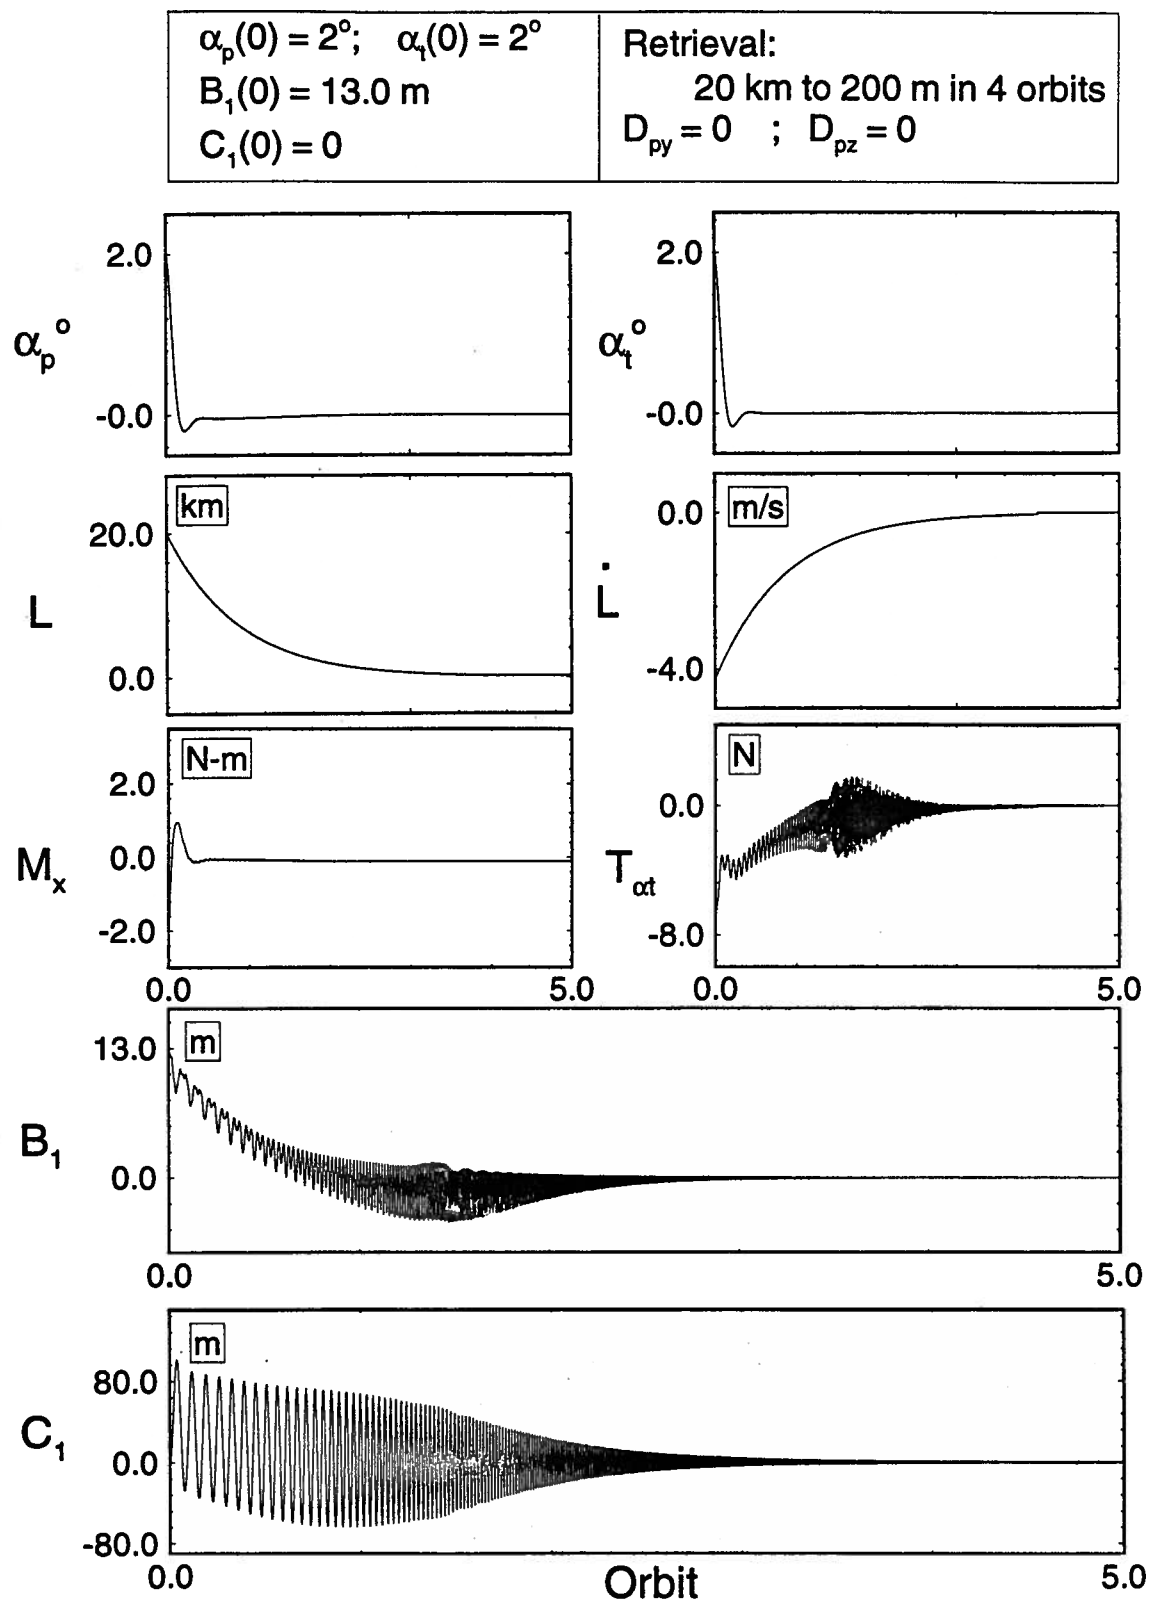 αp(0) = 2°; αt(0) = 2°
B1(0) = 13.0 m
C1(0) = 0
Retrieval:
20 km to 200 m in 4 orbits
Dpy = 0 ; Dpz = 0
2.0
αp°
-0.0
2.0
αt°
-0.0
km
20.0
L
0.0
m/s
0.0
L̇
-4.0
N-m
2.0
0.0
Mx
-2.0
0.0 5.0
N
0.0
Tαt
-8.0
0.0 5.0
m
13.0
B1
0.0
0.0 5.0
m
80.0
C1
0.0
-80.0
0.0 Orbit 5.0